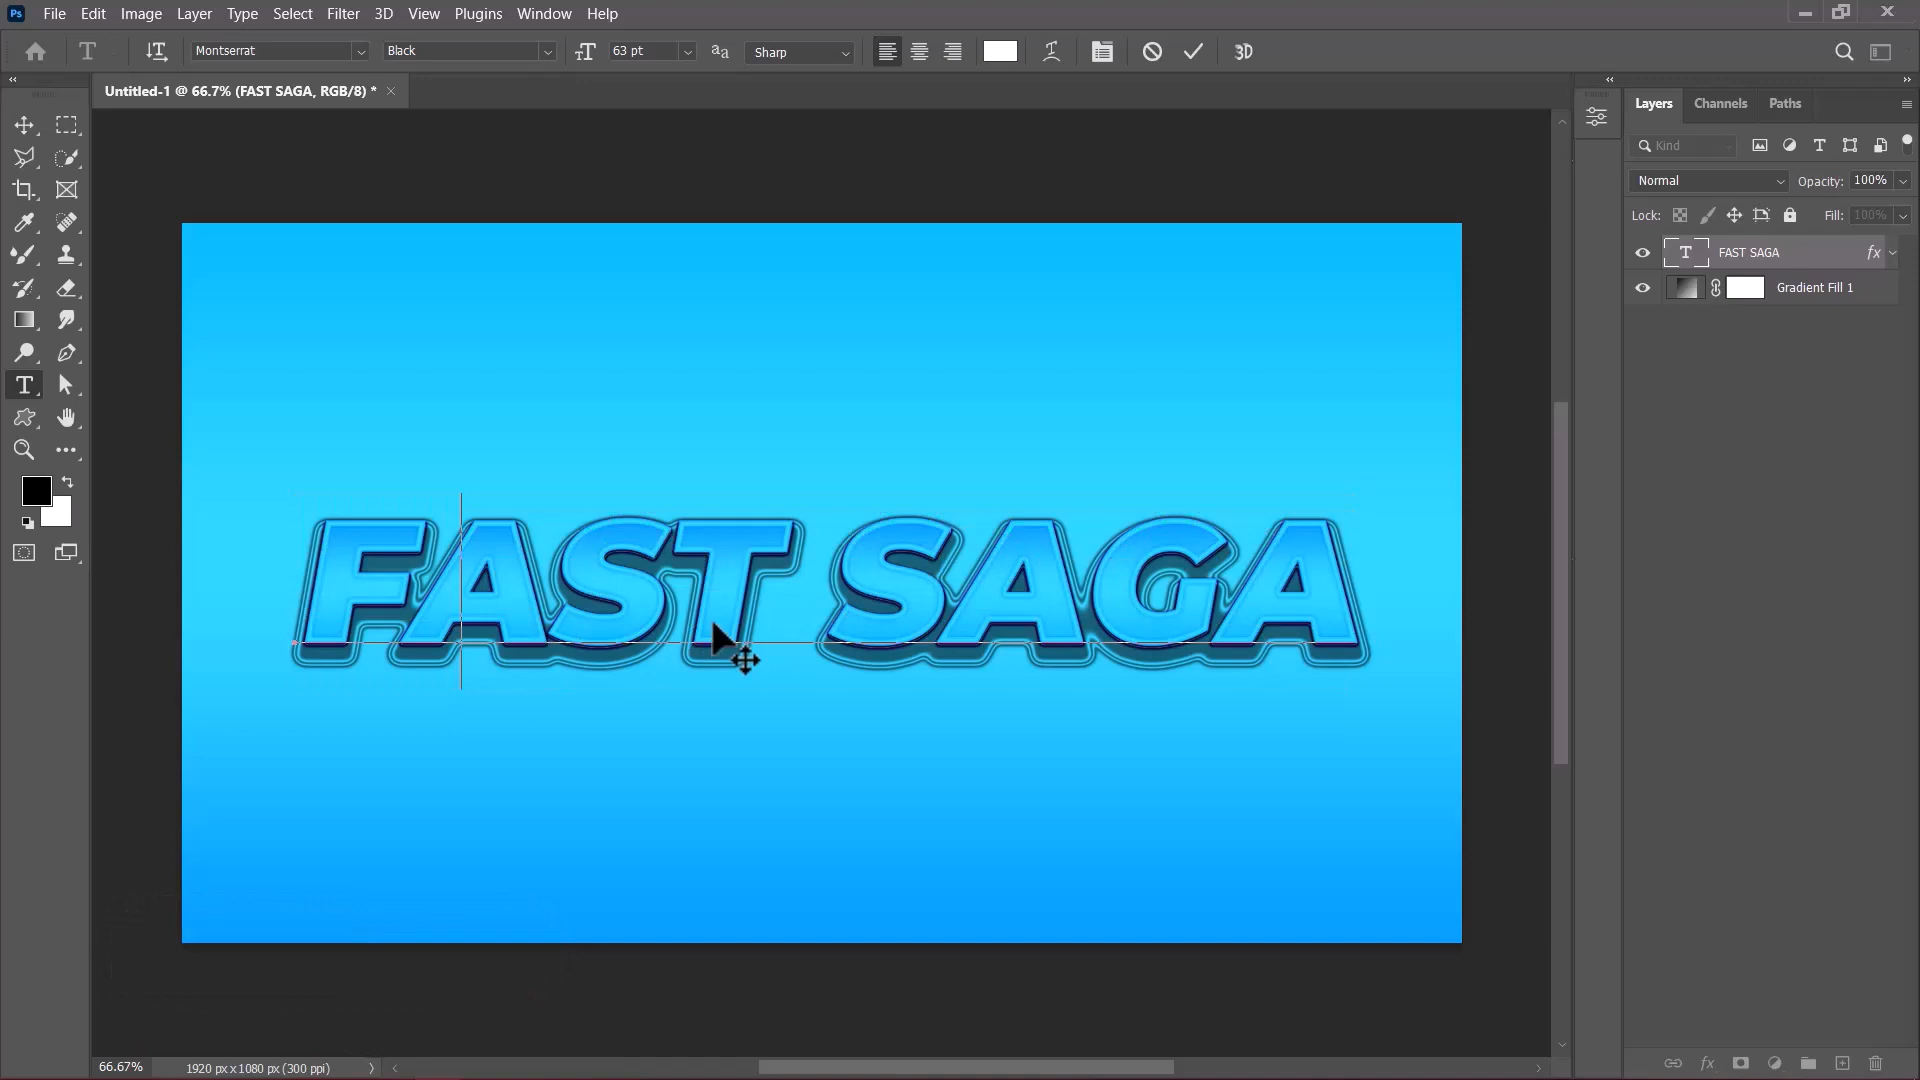 Ps File Edit Image Layer Type Select Filter 3D View Plugins Window Help
T Montserrat Black 63 pt aa Sharp 3D
Untitled-1 @ 66.7% (FAST SAGA, RGB/8) *
Layers Channels Paths
Kind
Normal Opacity: 100%
Lock: Fill: 100%
T FAST SAGA fx
Gradient Fill 1
FAST SAGA
66.67% 1920 px x 1080 px (300 ppi)
fx